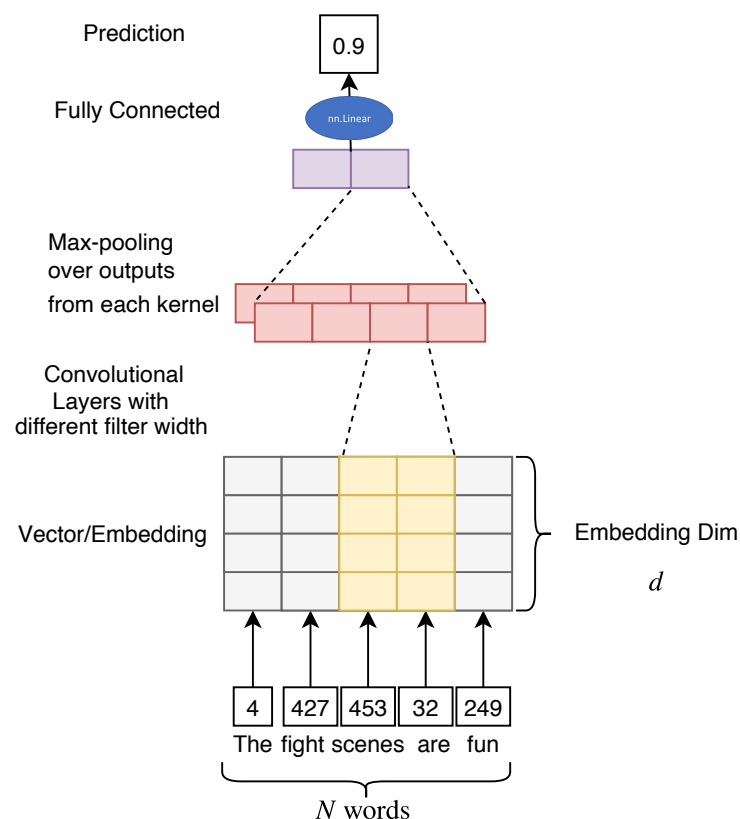 Prediction
0.9
Fully Connected
nn.Linear
Max-pooling
over outputs
from each kernel
Convolutional
Layers with
different filter width
Vector/Embedding
Embedding Dim
d
4 427 453 32 249
The fight scenes are fun
N words